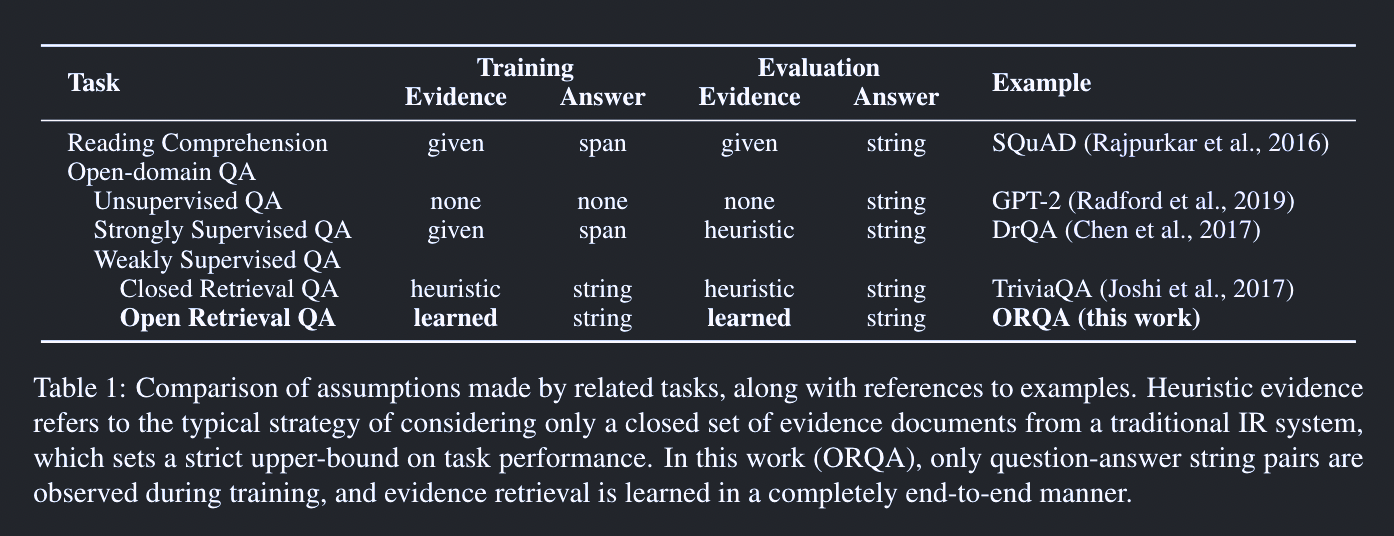 Training Evaluation
Task Example
Evidence Answer Evidence Answer
Reading Comprehension given span given string SQuAD (Rajpurkar et al., 2016)
Open-domain QA
Unsupervised QA none none none string GPT-2 (Radford et al., 2019)
Strongly Supervised QA given span heuristic string DrQA (Chen et al., 2017)
Weakly Supervised QA
Closed Retrieval QA heuristic string heuristic string TriviaQA (Joshi et al., 2017)
Open Retrieval QA learned string learned string ORQA (this work)
Table 1: Comparison of assumptions made by related tasks, along with references to examples. Heuristic evidence
refers to the typical strategy of considering only a closed set of evidence documents from a traditional IR system,
which sets a strict upper-bound on task performance. In this work (ORQA), only question-answer string pairs are
observed during training, and evidence retrieval is learned in a completely end-to-end manner.